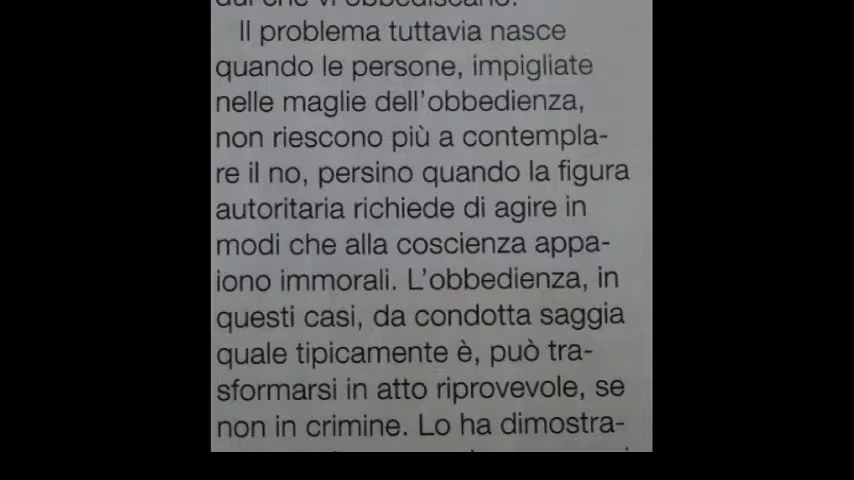 che vi obbediscano.
Il problema tuttavia nasce
quando le persone, impigliate
nelle maglie dell'obbedienza,
non riescono più a contempla-
re il no, persino quando la figura
autoritaria richiede di agire in
modi che alla coscienza appa-
iono immorali. L'obbedienza, in
questi casi, da condotta saggia
quale tipicamente è, può tra-
sformarsi in atto riprovevole, se
non in crimine. Lo ha dimostra-